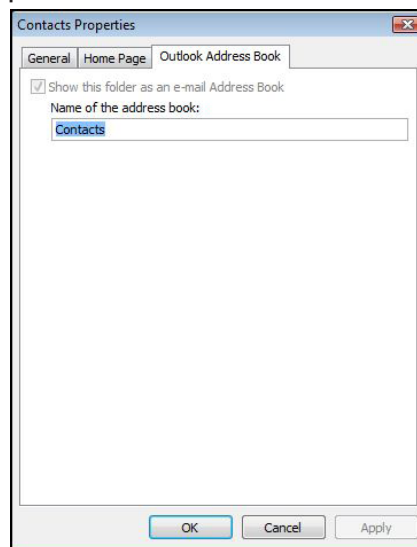 Contacts Properties
General Home Page Outlook Address Book
Show this folder as an e-mail Address Book
Name of the address book:
Contacts
OK Cancel Apply